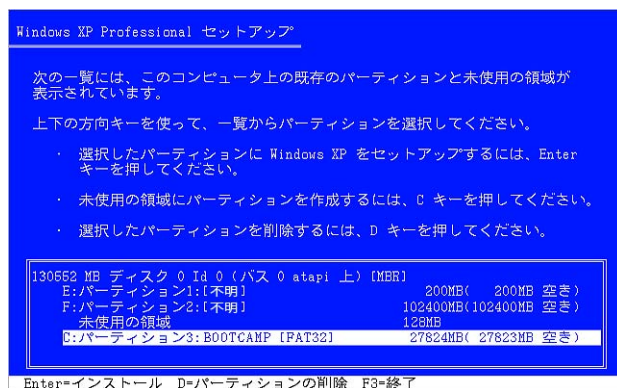 Windows XP Professional セットアップ
次の一覧には、このコンピュータ上の既存のパーティションと未使用の領域が
表示されています。
上下の方向キーを使って、一覧からパーティションを選択してください。
・ 選択したパーティションに Windows XP をセットアップするには、Enter
キーを押してください。
・ 未使用の領域にパーティションを作成するには、C キーを押してください。
・ 選択したパーティションを削除するには、D キーを押してください。
130552 MB ディスク 0 Id 0 (バス 0 atapi 上) [MBR]
E:パーティション1:[不明] 200MB( 200MB 空き)
F:パーティション2:[不明] 102400MB(102400MB 空き)
未使用の領域 128MB
C:パーティション3:BOOTCAMP [FAT32] 27824MB( 27823MB 空き)
Enter=インストール D=パーティションの削除 F3=終了